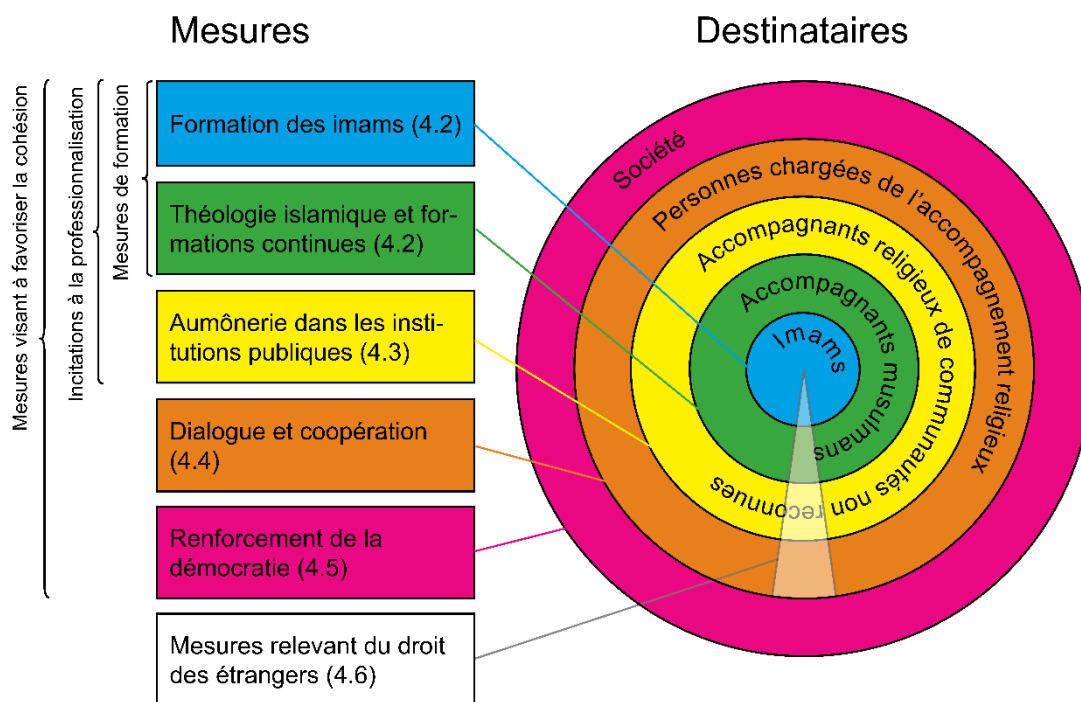 Mesures
Destinataires
Mesures visant à favoriser la cohésion
Incitations à la professionnalisation
Mesures de formation
Formation des imams (4.2)
Théologie islamique et for-
mations continues (4.2)
Aumônerie dans les insti-
tutions publiques (4.3)
Dialogue et coopération
(4.4)
Renforcement de la
démocratie (4.5)
Mesures relevant du droit
des étrangers (4.6)
Société
Personnes chargées de l’accompagnement religieux
Accompagnants religieux de communautés non reconnues
Accompagnants musulmans
Imams